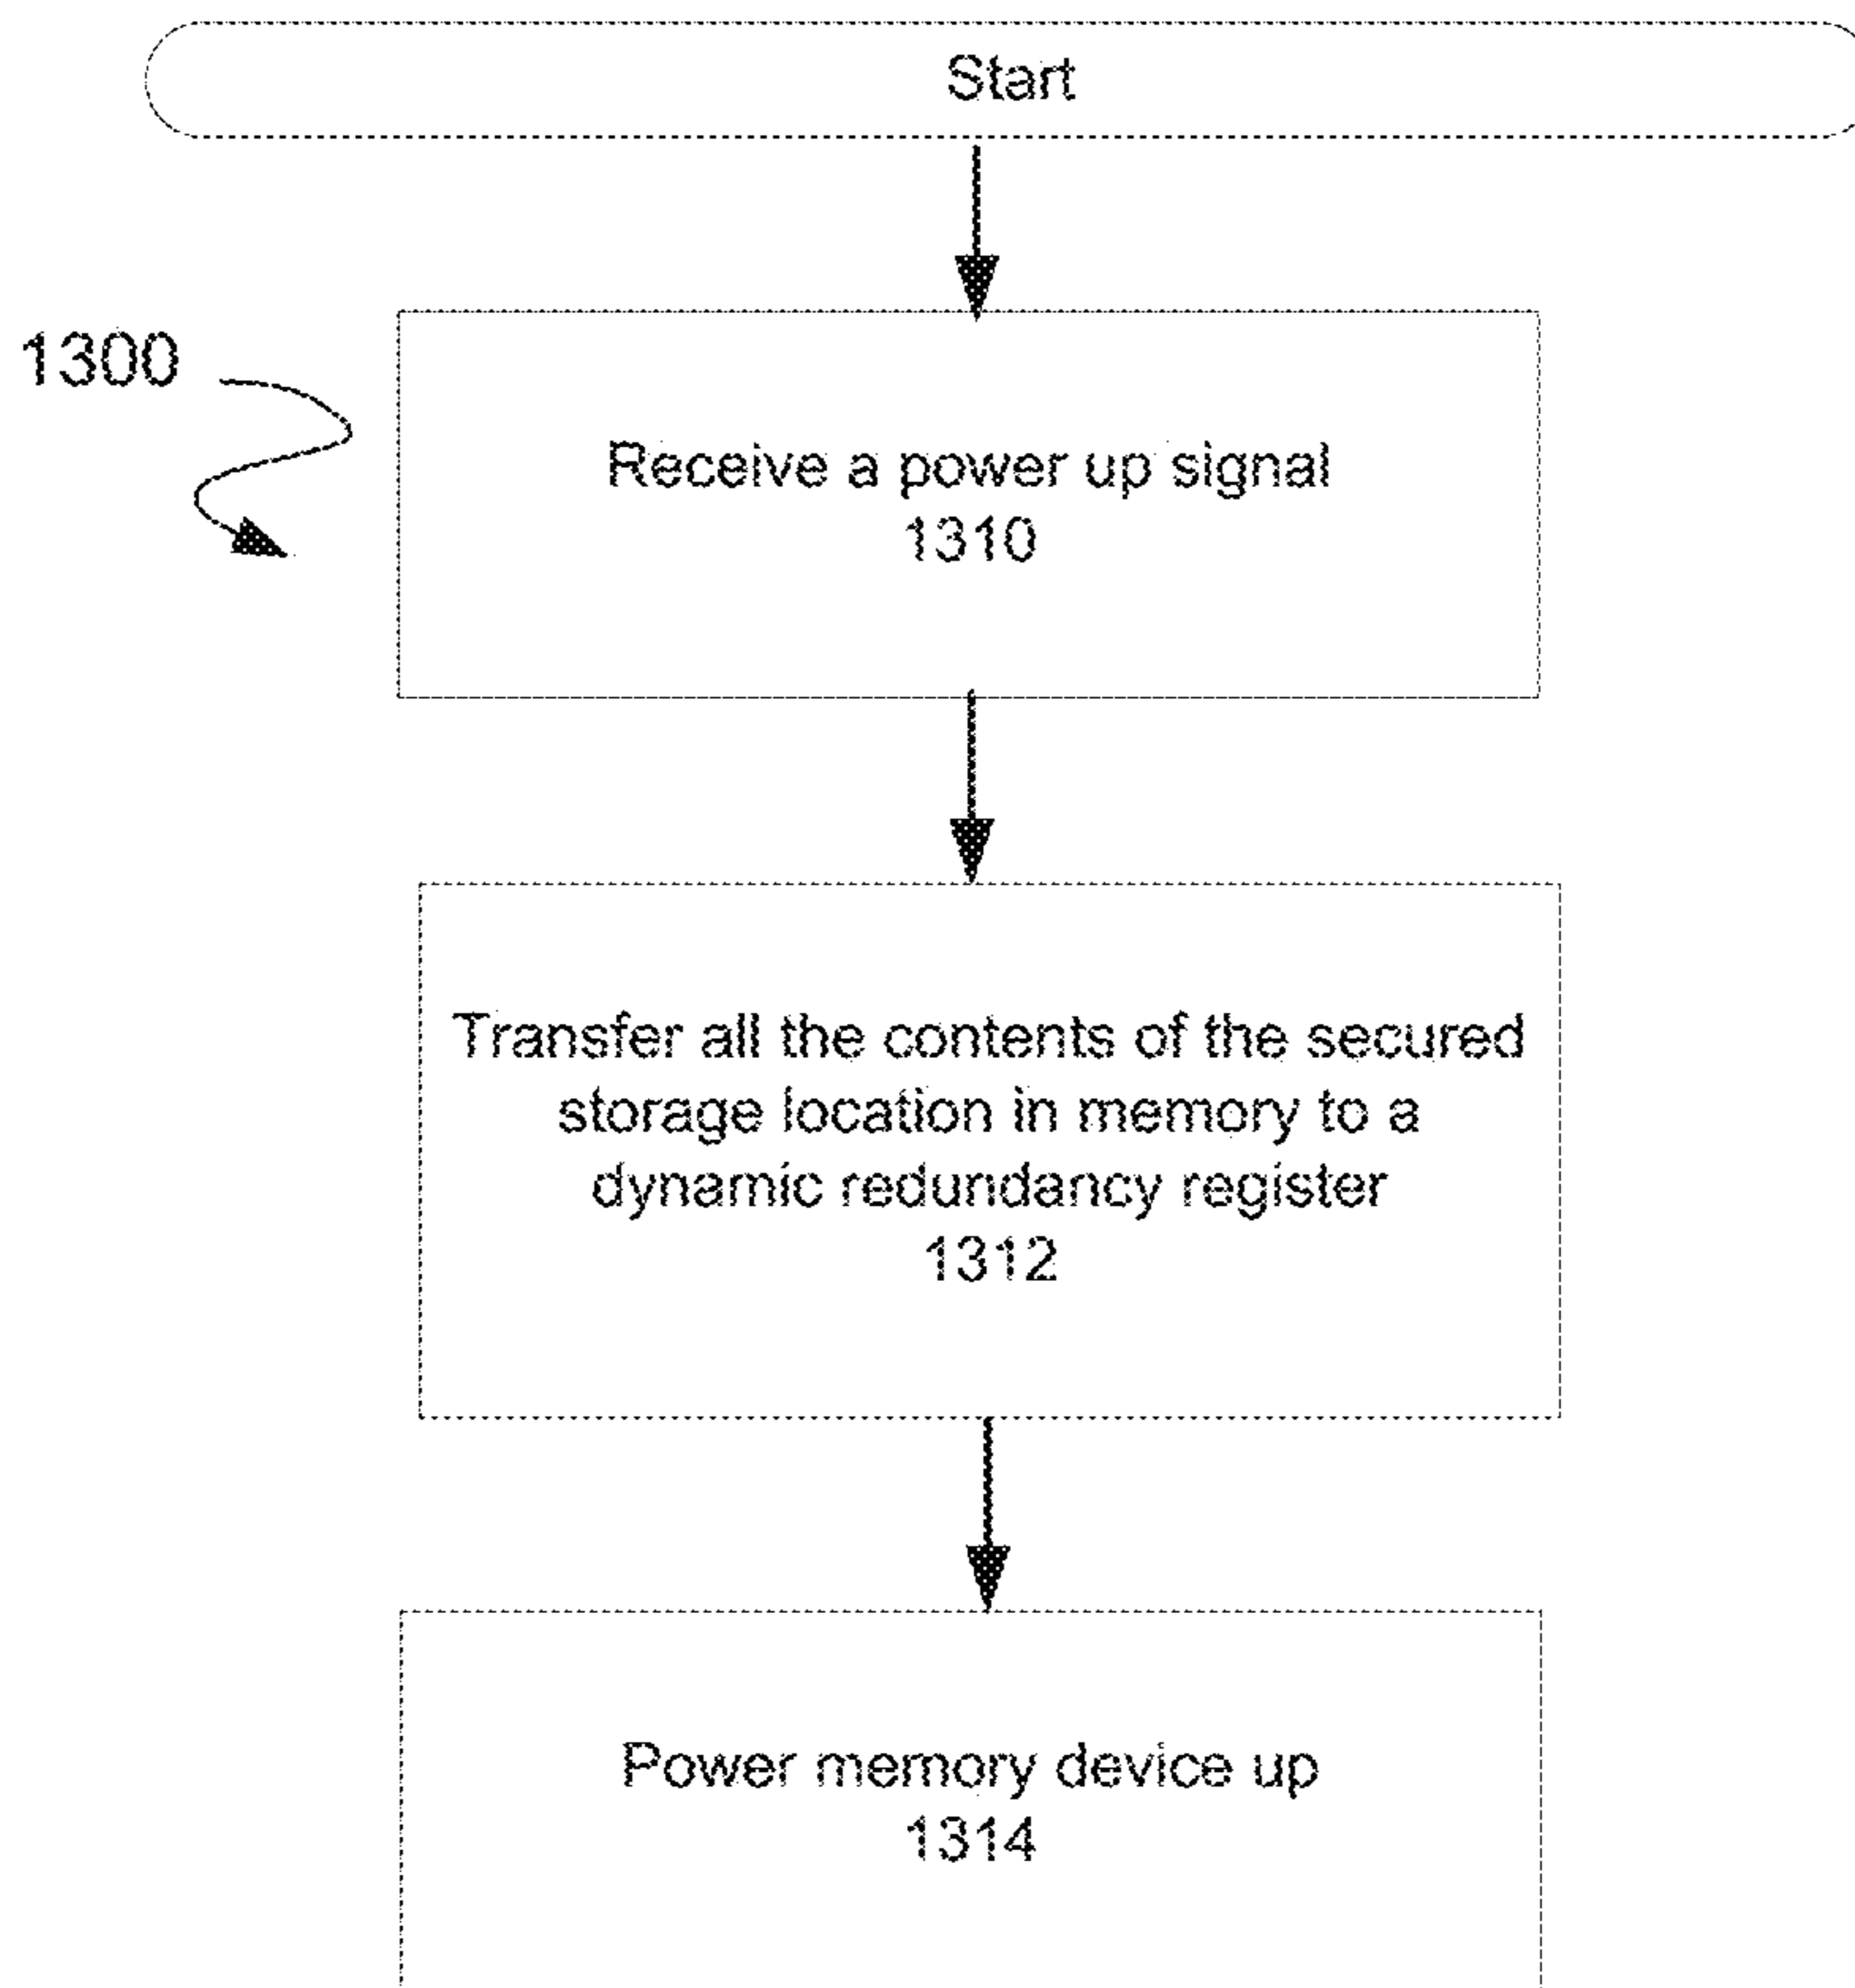 Start
1300
Receive a power up signal
1310
Transfer all the contents of the secured
storage location in memory to a
dynamic redundancy register
1312
Power memory device up
1314